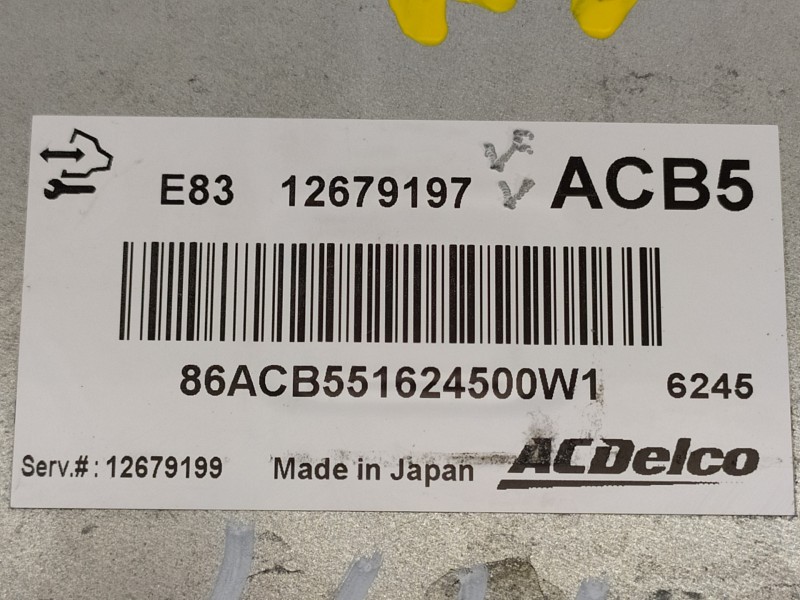 E83 12679197 ACB5
86ACB551624500W1 6245
Serv.#: 12679199 Made in Japan ACDelco